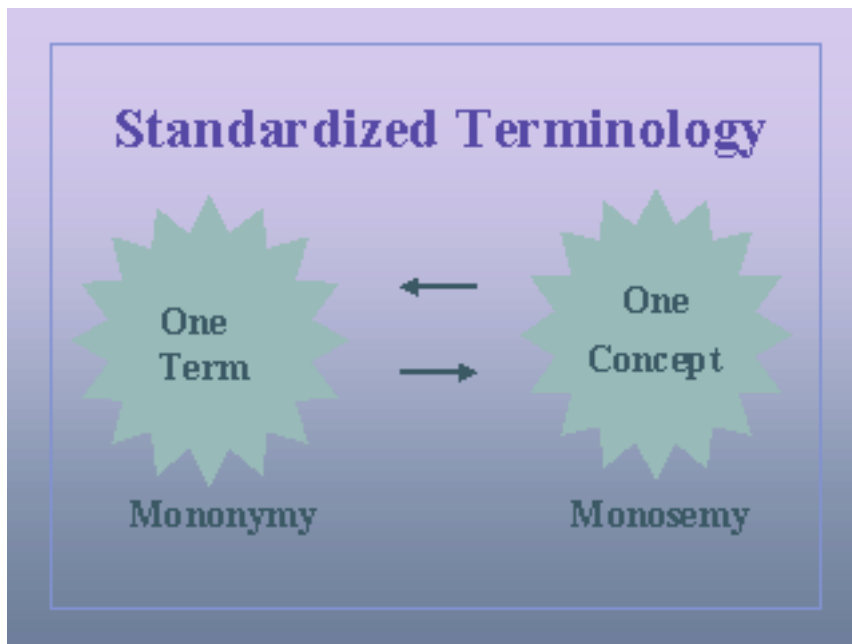 Standardized Terminology
One
Term
One
Concept
Mononymy
Monosemy